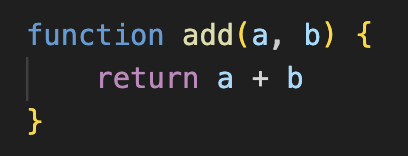 function add(a, b) {
    return a + b
}